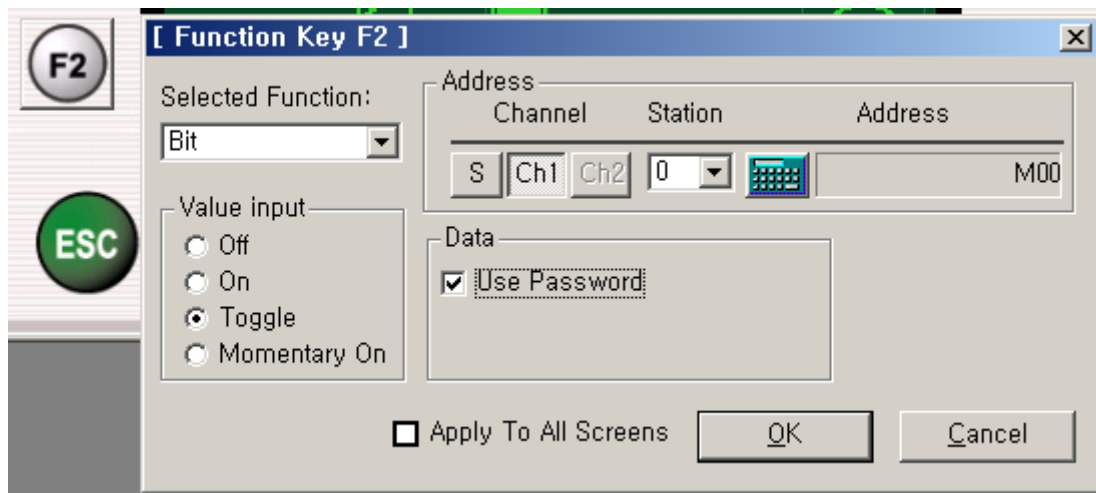 [ Function Key F2 ]
F2
Selected Function:
Bit
Address
Channel Station Address
S Ch1 Ch2 0 M00
Value input
Off
On
Toggle
Momentary On
Data
Use Password
ESC
Apply To All Screens OK Cancel